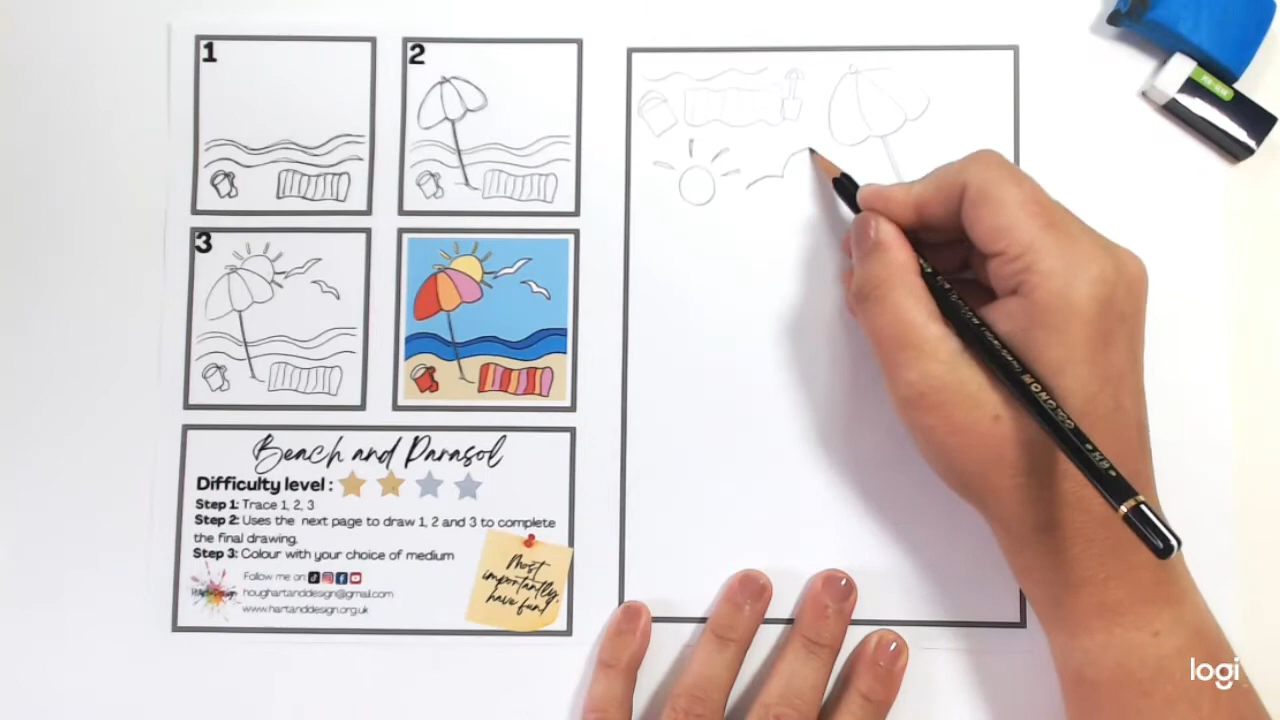 1
2
3
Beach and Parasol
Difficulty level :
Step 1: Trace 1, 2, 3
Step 2: Uses the next page to draw 1, 2 and 3 to complete
the final drawing.
Step 3: Colour with your choice of medium
Follow me on:
houghartanddesign@gmail.com
www.hartanddesign.org.uk
Most
importantly,
have fun!
logi